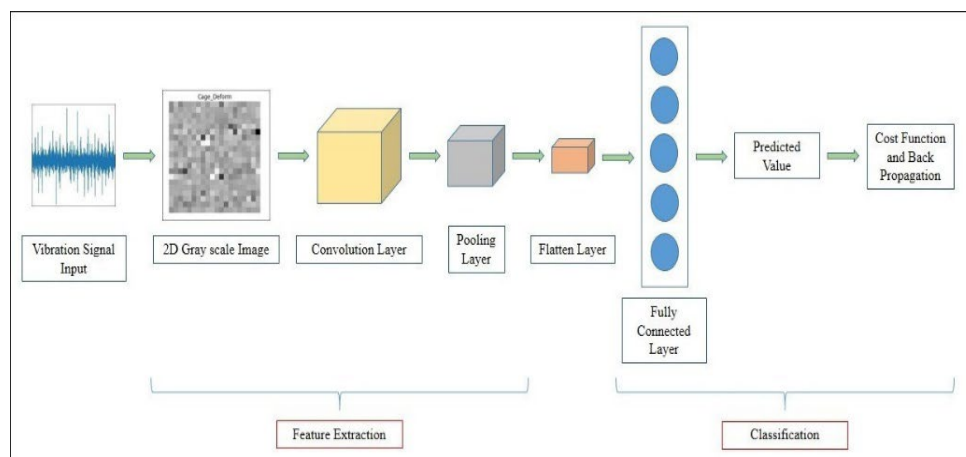 Cage_Deform
Vibration Signal
Input
2D Gray scale Image
Convolution Layer
Pooling
Layer
Flatten Layer
Fully
Connected
Layer
Predicted
Value
Cost Function
and Back
Propagation
Feature Extraction
Classification